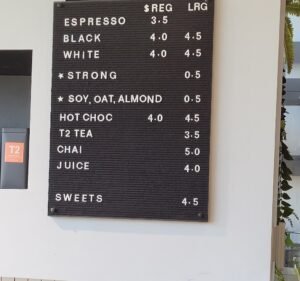 $REG LRG
ESPRESSO 3.5
BLACK 4.0 4.5
WHITE 4.0 4.5
★ STRONG 0.5
★ SOY, OAT, ALMOND 0.5
HOT CHOC 4.0 4.5
T2 TEA 3.5
CHAI 5.0
JUICE 4.0
SWEETS 4.5
T2